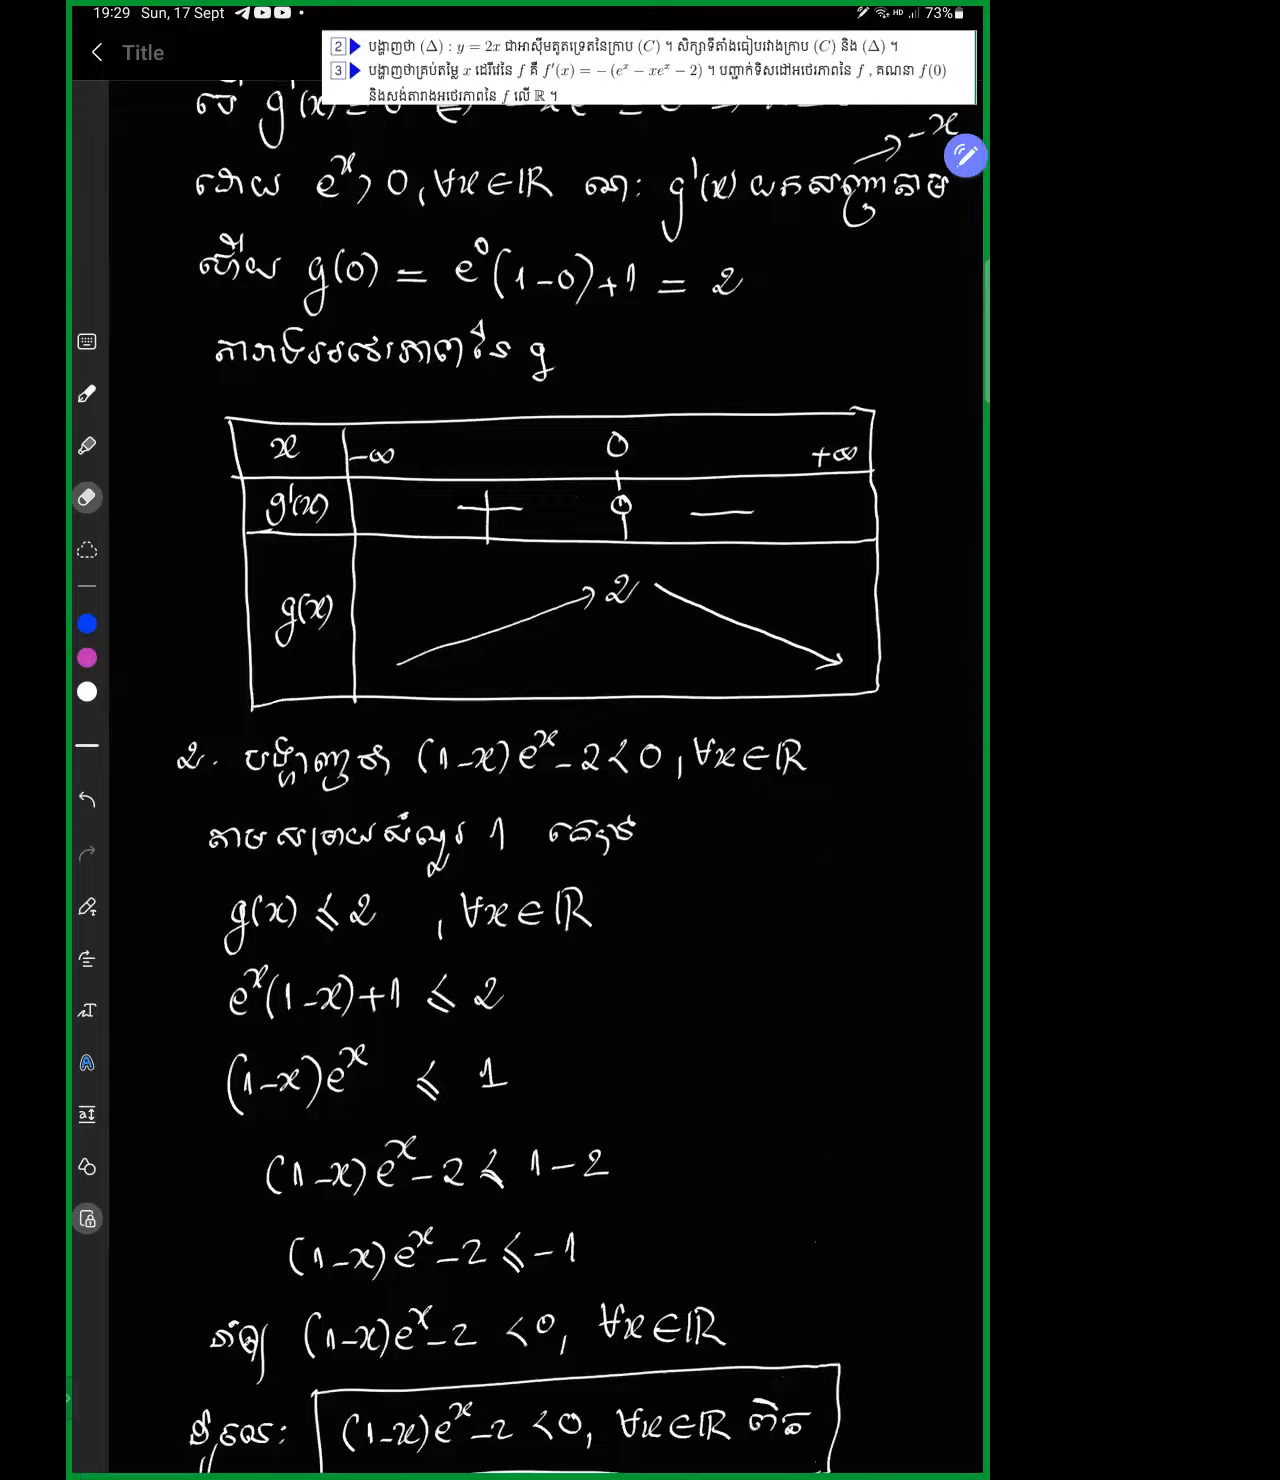 19:29 Sun, 17 Sept HD 73%
Title
2 បង្ហាញថា (Δ) : y = 2x ជាអាស៊ីមតូតទ្រេតនៃក្រាប (C) ។ សិក្សាទីតាំងធៀបរវាងក្រាប (C) និង (Δ) ។
3 បង្ហាញថាគ្រប់តម្លៃ x ដេរីវេនៃ f គឺ f′(x) = −(eˣ − xeˣ − 2) ។ បញ្ជាក់ទិសដៅអថេរភាពនៃ f , គណនា f(0)
និងសង់តារាងអថេរភាពនៃ f លើ ℝ ។
→ -x
ដោយ eˣ > 0, ∀x∈ℝ នោះ g'(x) យកសញ្ញាតាម
ហើយ g(0) = e⁰(1-0)+1 = 2
តារាងអថេរភាពនៃ g
x -∞ 0 +∞
g'(x) + 0 −
g(x) 2
2. បង្ហាញថា (1-x)eˣ-2<0, ∀x∈ℝ
តាមសម្រាយសំណួរ 1 គេបាន
g(x) ⩽ 2 , ∀x∈ℝ
eˣ(1-x)+1 ⩽ 2
(1-x)eˣ ⩽ 1
(1-x)eˣ-2 ⩽ 1-2
(1-x)eˣ-2 ⩽ -1
នាំឲ្យ (1-x)eˣ-2 <0, ∀x∈ℝ
ដូចនេះ: (1-x)eˣ-2 <0, ∀x∈ℝ ពិត